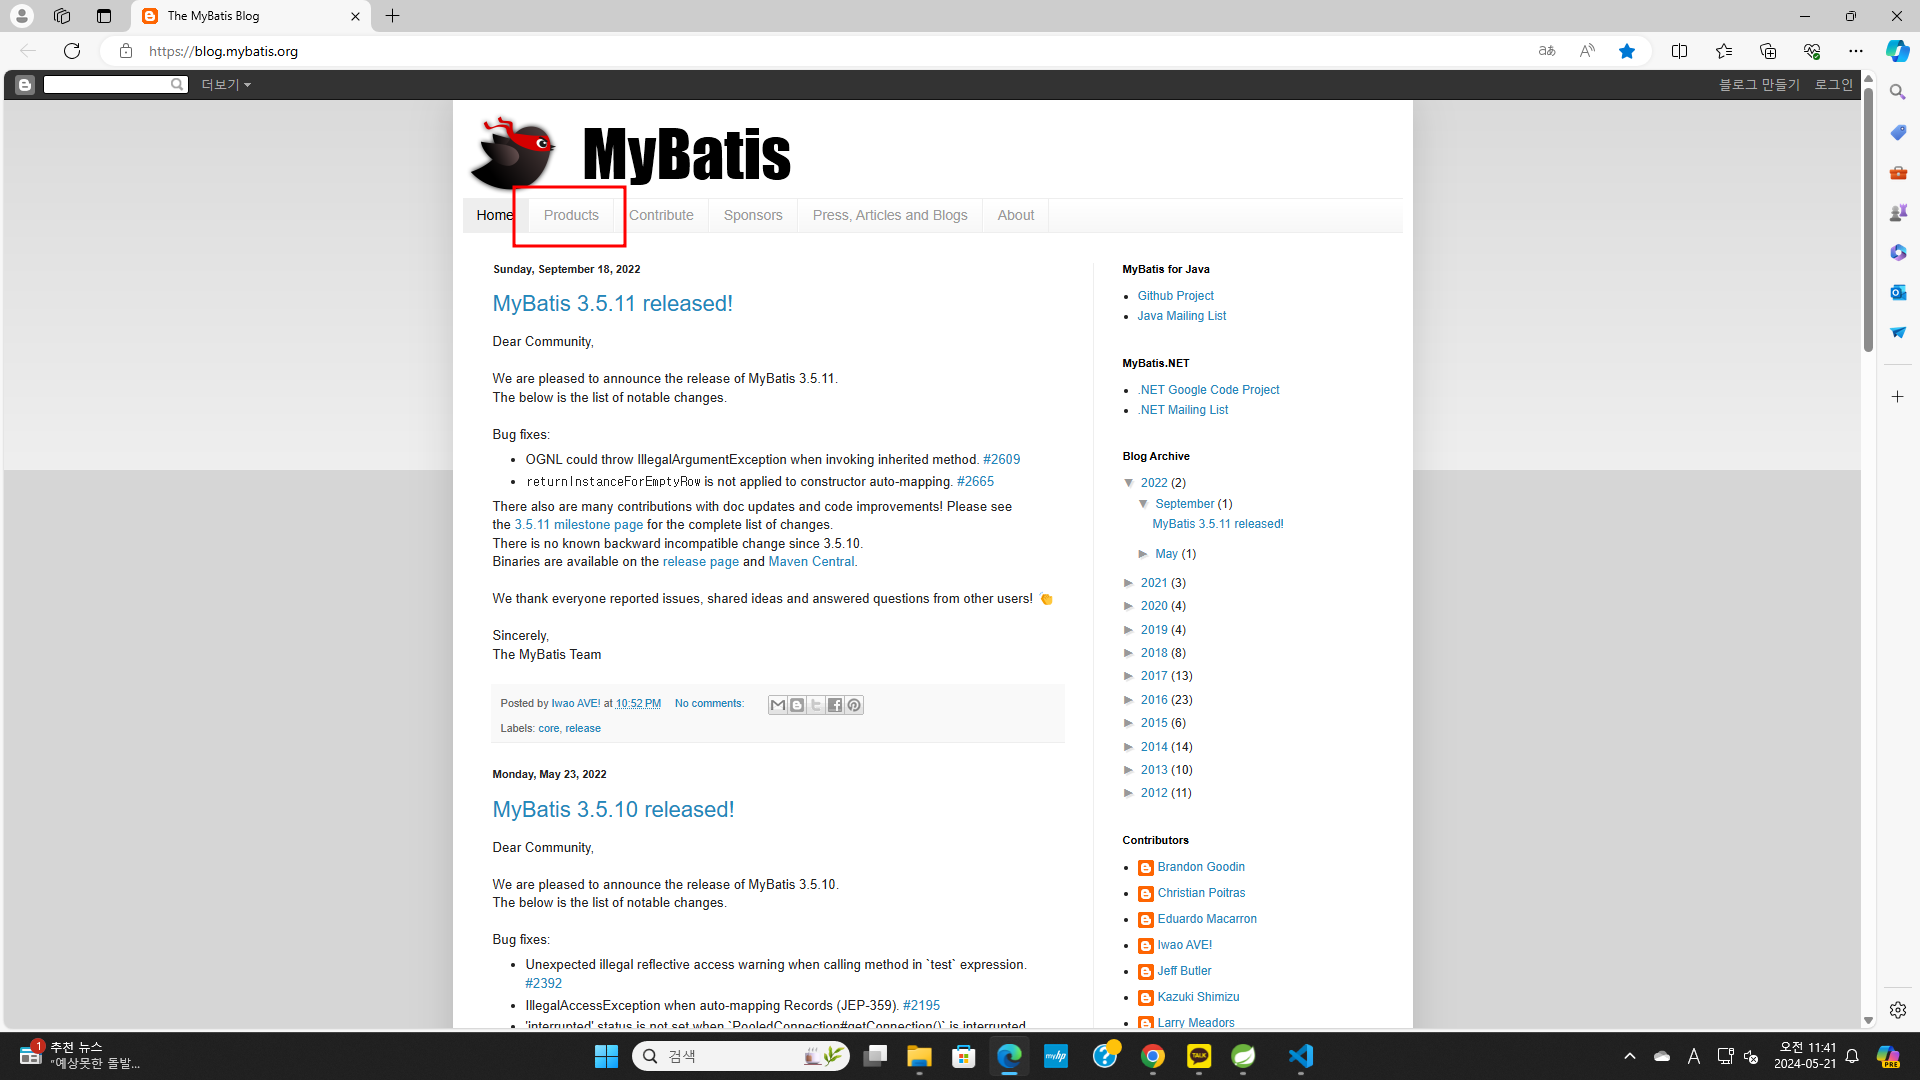 The MyBatis Blog
https://blog.mybatis.org
더보기
블로그 만들기 로그인
MyBatis
Home Products Contribute Sponsors Press, Articles and Blogs About
Sunday, September 18, 2022
MyBatis 3.5.11 released!
Dear Community,
We are pleased to announce the release of MyBatis 3.5.11.
The below is the list of notable changes.
Bug fixes:
OGNL could throw IllegalArgumentException when invoking inherited method. #2609
returnInstanceForEmptyRow is not applied to constructor auto-mapping. #2665
There also are many contributions with doc updates and code improvements! Please see
the 3.5.11 milestone page for the complete list of changes.
There is no known backward incompatible change since 3.5.10.
Binaries are available on the release page and Maven Central.
We thank everyone reported issues, shared ideas and answered questions from other users! 👏
Sincerely,
The MyBatis Team
Posted by Iwao AVE! at 10:52 PM No comments:
Labels: core, release
Monday, May 23, 2022
MyBatis 3.5.10 released!
Dear Community,
We are pleased to announce the release of MyBatis 3.5.10.
The below is the list of notable changes.
Bug fixes:
Unexpected illegal reflective access warning when calling method in `test` expression.
#2392
IllegalAccessException when auto-mapping Records (JEP-359). #2195
'interrupted' status is not set when `PooledConnection#getConnection()` is interrupted.
MyBatis for Java
Github Project
Java Mailing List
MyBatis.NET
.NET Google Code Project
.NET Mailing List
Blog Archive
▼ 2022 (2)
▼ September (1)
MyBatis 3.5.11 released!
► May (1)
► 2021 (3)
► 2020 (4)
► 2019 (4)
► 2018 (8)
► 2017 (13)
► 2016 (23)
► 2015 (6)
► 2014 (14)
► 2013 (10)
► 2012 (11)
Contributors
Brandon Goodin
Christian Poitras
Eduardo Macarron
Iwao AVE!
Jeff Butler
Kazuki Shimizu
Larry Meadors
1
추천 뉴스
"예상못한 돌발...
검색
myhp
TALK
A
오전 11:41
2024-05-21
PRE